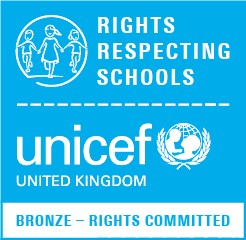 RIGHTS
RESPECTING
SCHOOLS
unicef
UNITED KINGDOM
BRONZE – RIGHTS COMMITTED